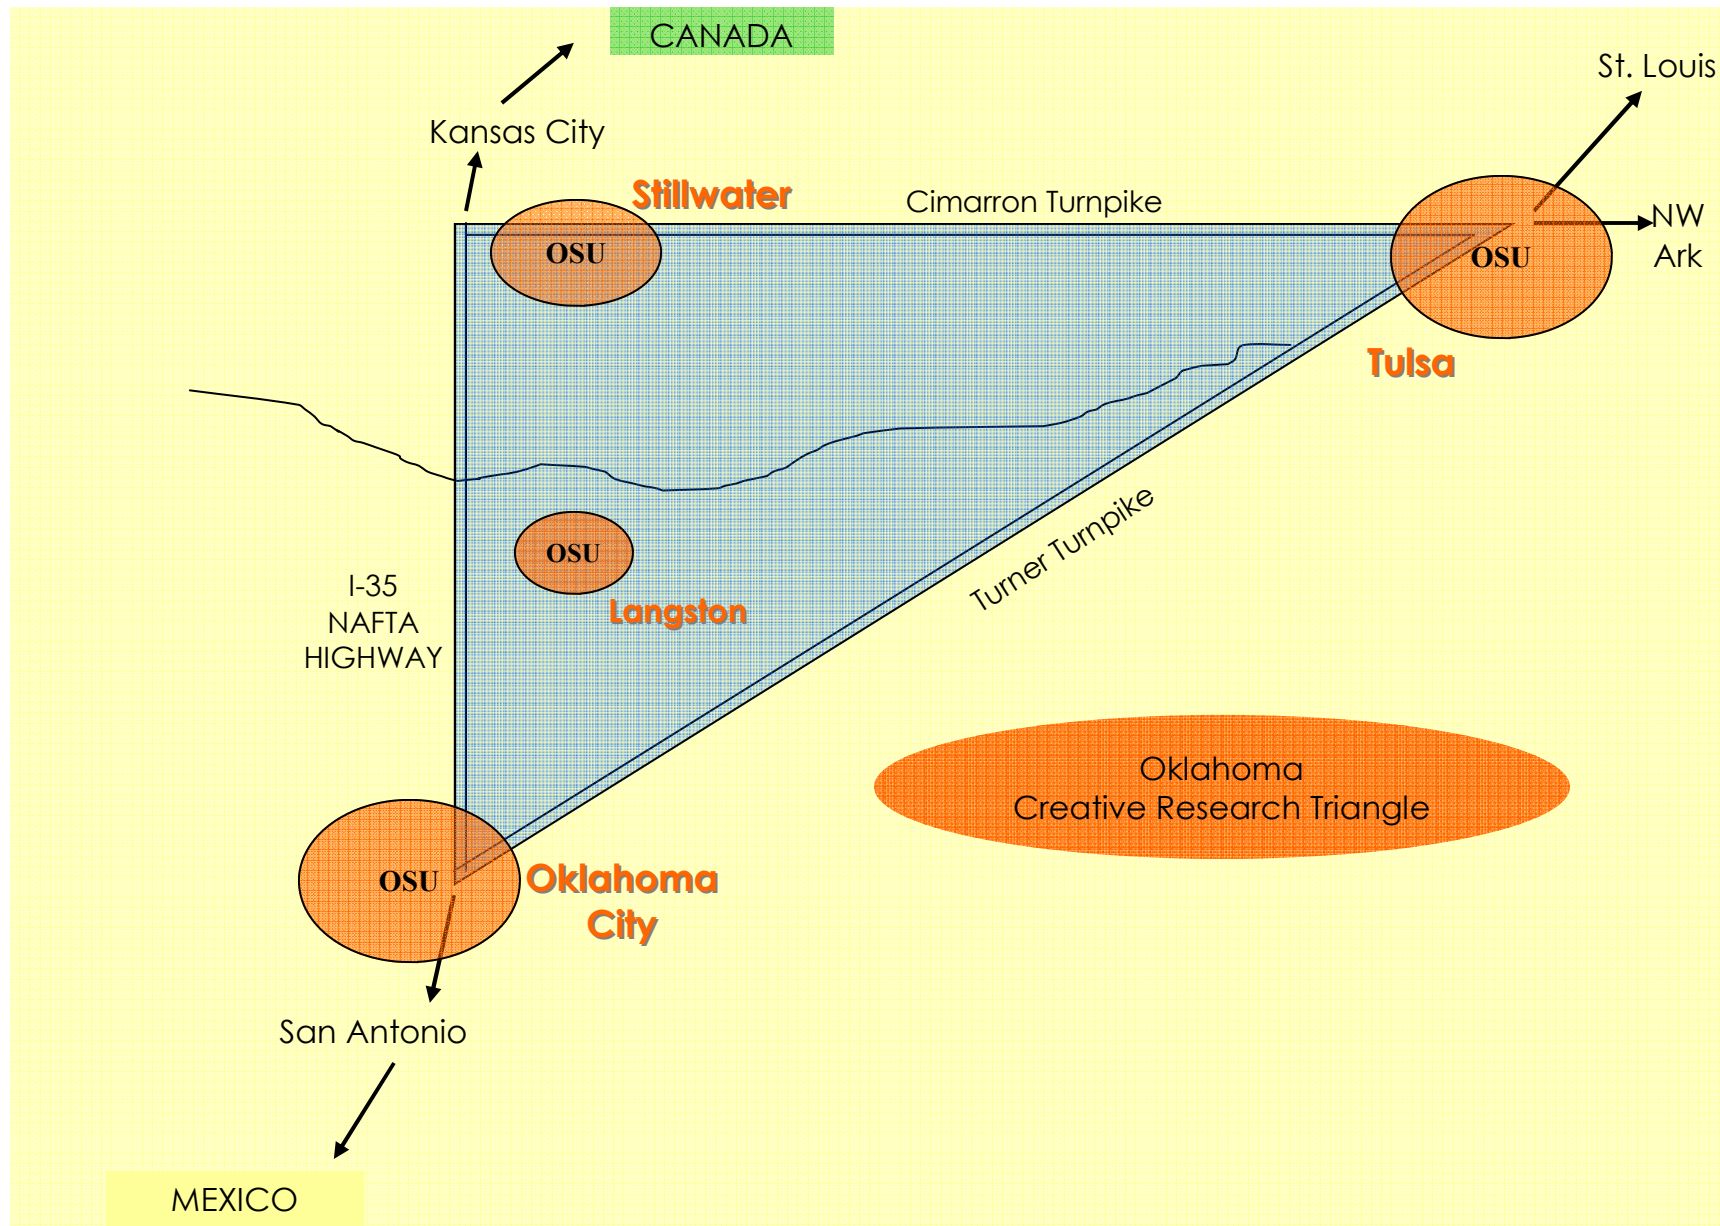 CANADA
St. Louis
Kansas City
Stillwater
Cimarron Turnpike
NW
Ark
OSU
OSU
Tulsa
Turner Turnpike
OSU
Langston
I-35
NAFTA
HIGHWAY
Oklahoma
Creative Research Triangle
OSU
Oklahoma
City
San Antonio
MEXICO